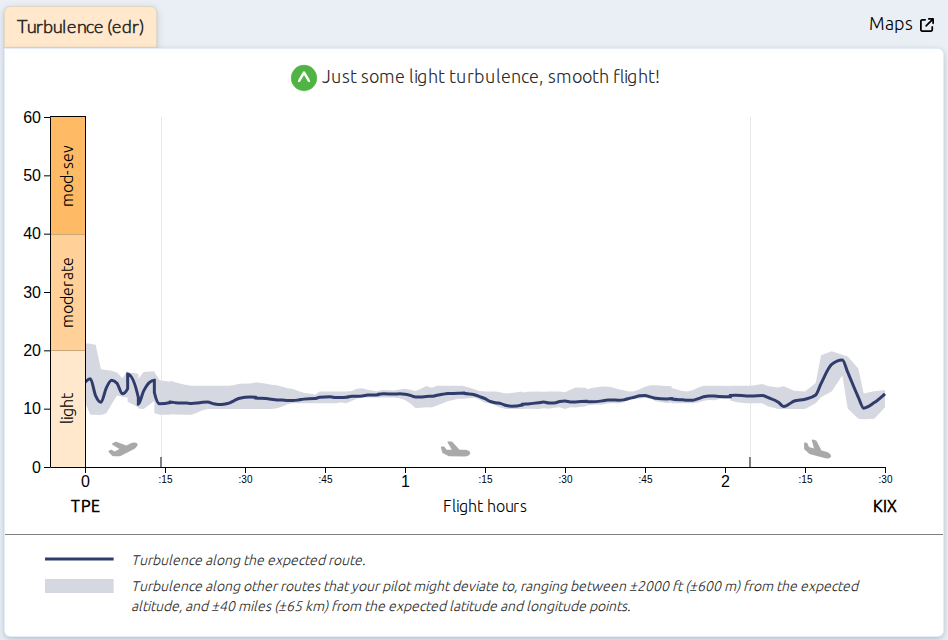 Turbulence (edr)
Maps
Just some light turbulence, smooth flight!
60
50
40
30
20
10
0
mod-sev
moderate
light
0 :15 :30 :45 1 :15 :30 :45 2 :15 :30
TPE Flight hours KIX
Turbulence along the expected route.
Turbulence along other routes that your pilot might deviate to, ranging between ±2000 ft (±600 m) from the expected
altitude, and ±40 miles (±65 km) from the expected latitude and longitude points.